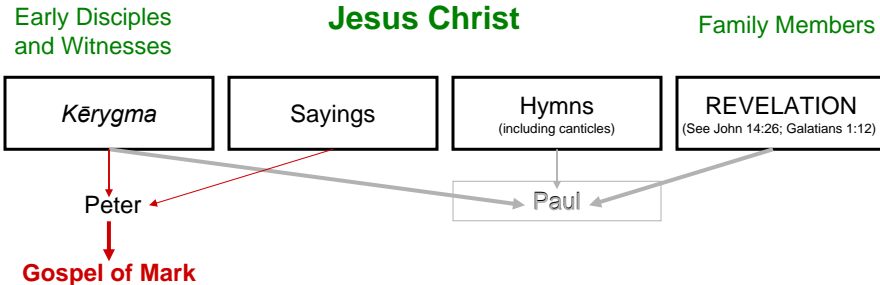 Early Disciples
and Witnesses
Jesus Christ
Family Members
Kērygma
Sayings
Hymns
(including canticles)
REVELATION
(See John 14:26; Galatians 1:12)
Peter
Paul
Gospel of Mark